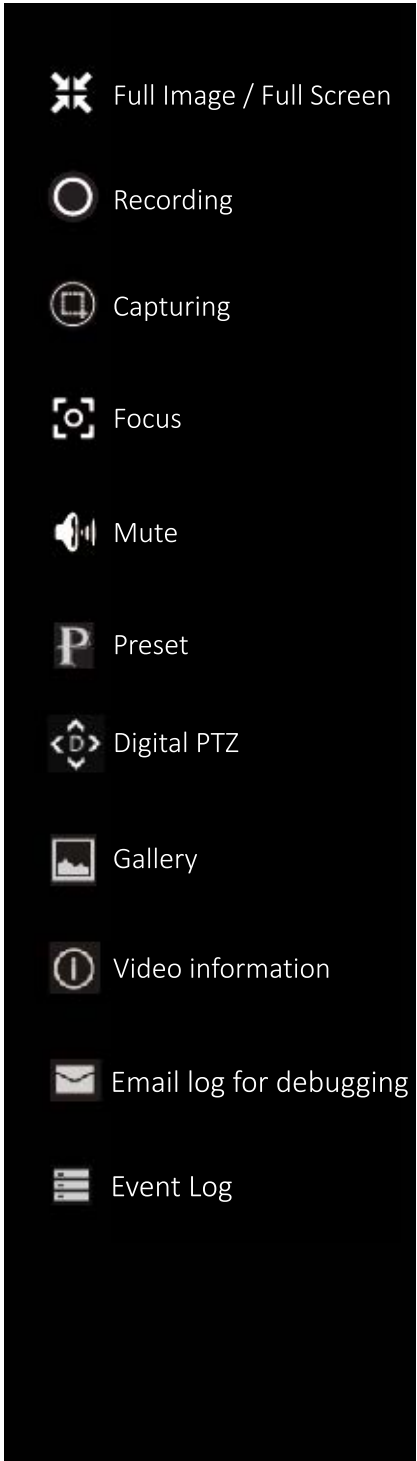 Full Image / Full Screen
Recording
Capturing
Focus
Mute
P Preset
D Digital PTZ
Gallery
Video information
Email log for debugging
Event Log